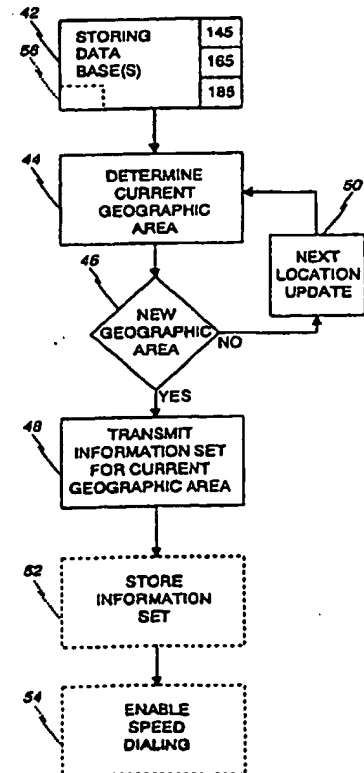 42
STORING
DATA
BASE(S)
145
165
185
56
44
DETERMINE
CURRENT
GEOGRAPHIC
AREA
50
NEXT
LOCATION
UPDATE
46
NEW
GEOGRAPHIC
AREA
NO
YES
48
TRANSMIT
INFORMATION SET
FOR CURRENT
GEOGRAPHIC AREA
52
STORE
INFORMATION
SET
54
ENABLE
SPEED
DIALING